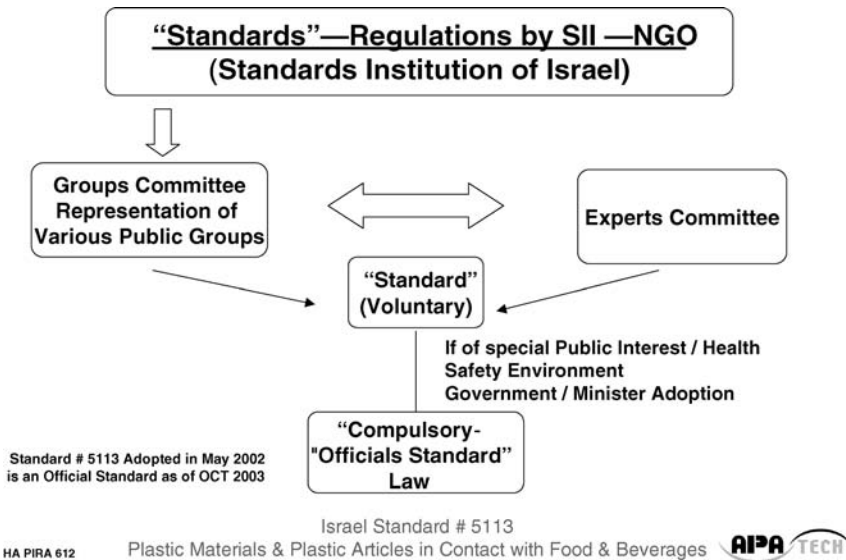 “Standards”—Regulations by SII —NGO
(Standards Institution of Israel)
Groups Committee
Representation of
Various Public Groups
Experts Committee
“Standard”
(Voluntary)
If of special Public Interest / Health
Safety Environment
Government / Minister Adoption
“Compulsory-
"Officials Standard”
Law
Standard # 5113 Adopted in May 2002
is an Official Standard as of OCT 2003
Israel Standard # 5113
Plastic Materials & Plastic Articles in Contact with Food & Beverages
HA PIRA 612
AIPA TECH